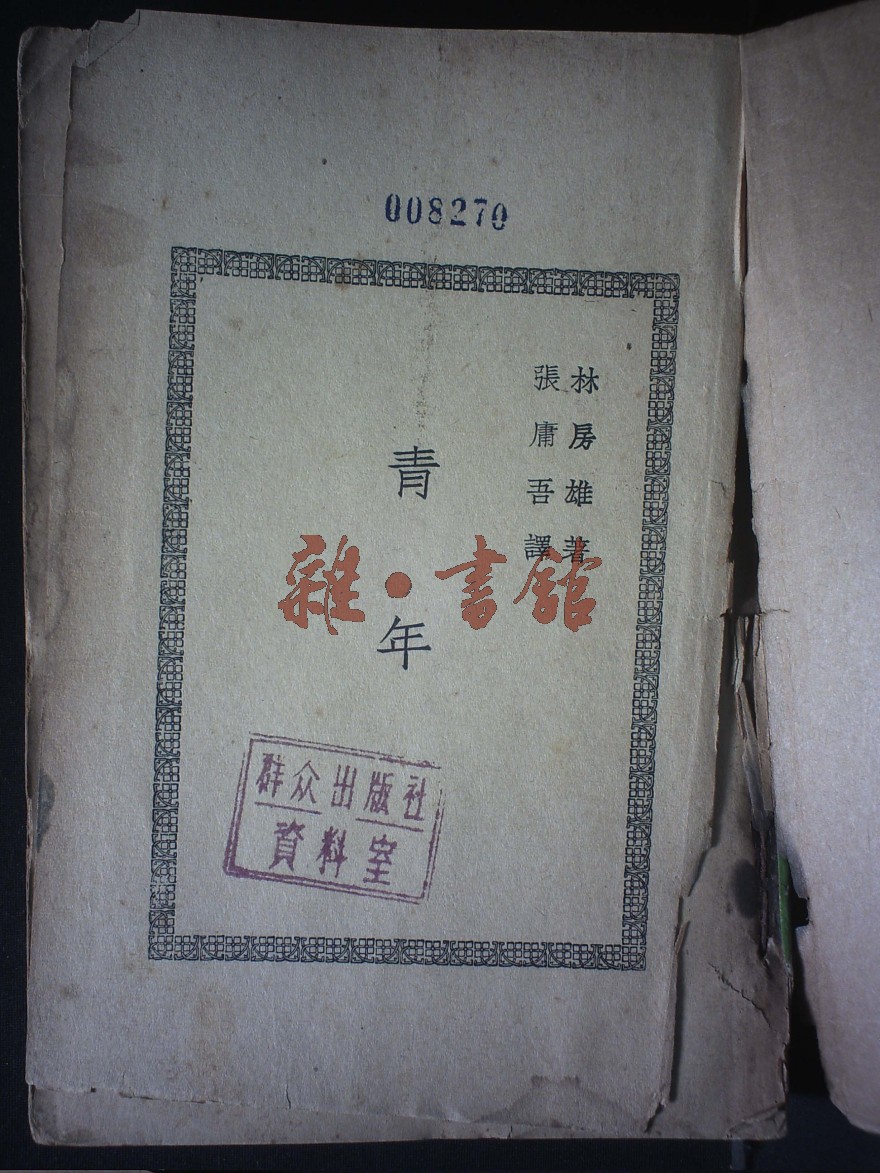 008270
林房雄著
張庸吾譯
青年
雜·書館
群众出版社
資料室